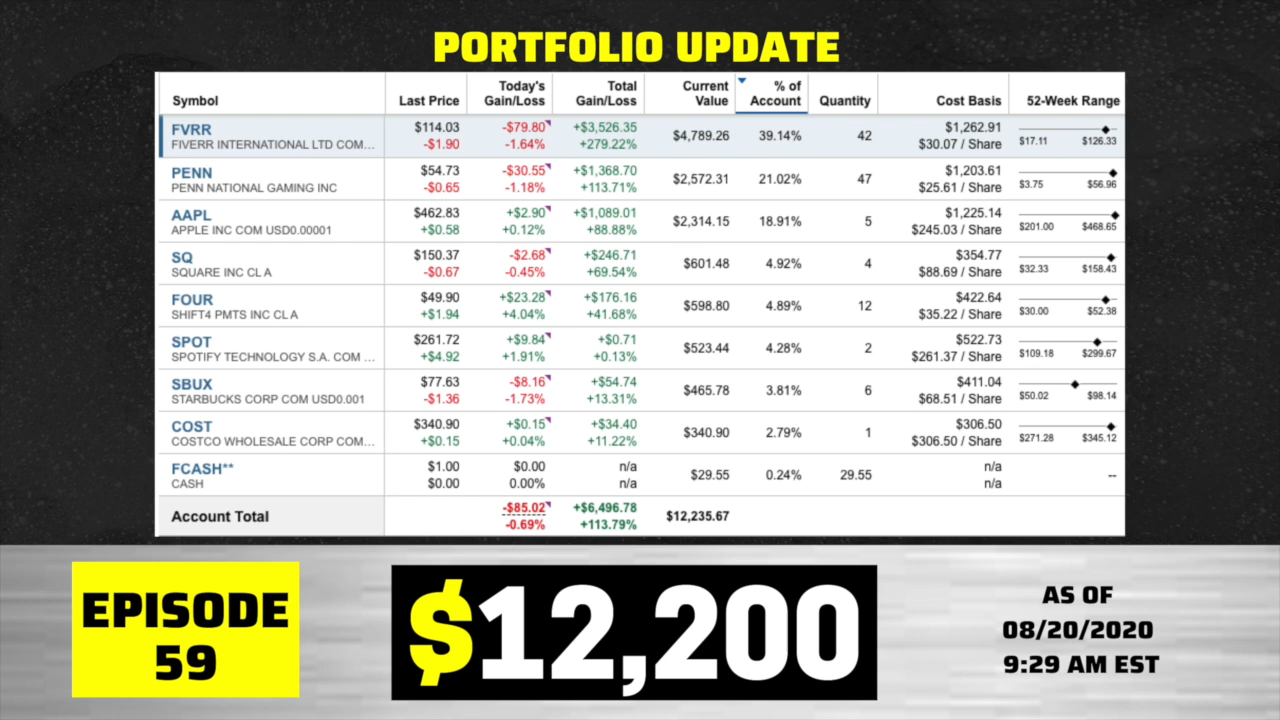 PORTFOLIO UPDATE
Symbol Last Price Today's Gain/Loss Total Gain/Loss Current Value % of Account Quantity Cost Basis 52-Week Range
FVRR $114.03 -$79.80 +$3,526.35 $4,789.26 39.14% 42 $1,262.91
FIVERR INTERNATIONAL LTD COM... -$1.90 -1.64% +279.22% $30.07 / Share $17.11 $126.33
PENN $54.73 -$30.55 +$1,368.70 $2,572.31 21.02% 47 $1,203.61
PENN NATIONAL GAMING INC -$0.65 -1.18% +113.71% $25.61 / Share $3.75 $56.96
AAPL $462.83 +$2.90 +$1,089.01 $2,314.15 18.91% 5 $1,225.14
APPLE INC COM USD0.00001 +$0.58 +0.12% +88.88% $245.03 / Share $201.00 $468.65
SQ $150.37 -$2.68 +$246.71 $601.48 4.92% 4 $354.77
SQUARE INC CL A -$0.67 -0.45% +69.54% $88.69 / Share $32.33 $158.43
FOUR $49.90 +$23.28 +$176.16 $598.80 4.89% 12 $422.64
SHIFT4 PMTS INC CL A +$1.94 +4.04% +41.68% $35.22 / Share $30.00 $52.38
SPOT $261.72 +$9.84 +$0.71 $523.44 4.28% 2 $522.73
SPOTIFY TECHNOLOGY S.A. COM ... +$4.92 +1.91% +0.13% $261.37 / Share $109.18 $299.67
SBUX $77.63 -$8.16 +$54.74 $465.78 3.81% 6 $411.04
STARBUCKS CORP COM USD0.001 -$1.36 -1.73% +13.31% $68.51 / Share $50.02 $98.14
COST $340.90 +$0.15 +$34.40 $340.90 2.79% 1 $306.50
COSTCO WHOLESALE CORP COM... +$0.15 +0.04% +11.22% $306.50 / Share $271.28 $345.12
FCASH** $1.00 $0.00 n/a $29.55 0.24% 29.55 n/a --
CASH $0.00 0.00% n/a n/a
Account Total -$85.02 +$6,496.78 $12,235.67
-0.69% +113.79%
EPISODE
59
$12,200
AS OF
08/20/2020
9:29 AM EST